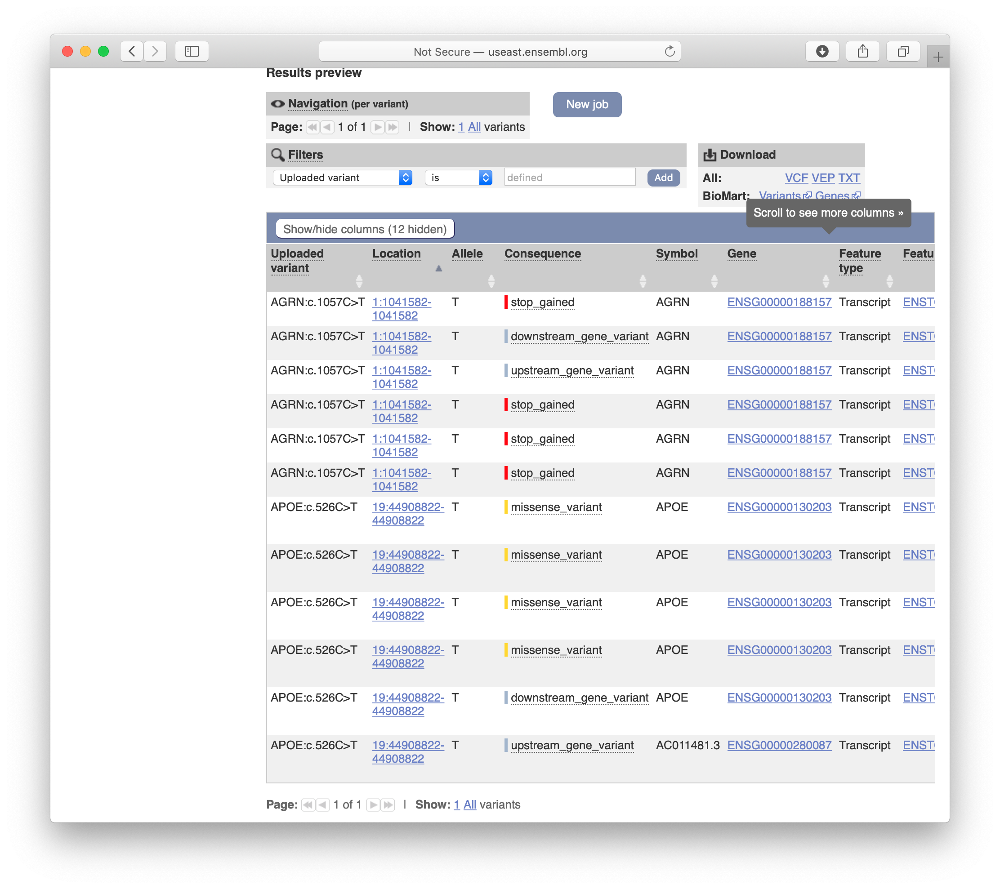 Not Secure — useast.ensembl.org
Results preview
Navigation (per variant)
New job
Page: 1 of 1 | Show: 1 All variants
Filters
Download
Uploaded variant is defined Add
All: VCF VEP TXT
BioMart: Variants Genes
Scroll to see more columns »
Show/hide columns (12 hidden)
Uploaded variant Location Allele Consequence Symbol Gene Feature type Featu
AGRN:c.1057C>T 1:1041582-1041582 T stop_gained AGRN ENSG00000188157 Transcript ENST
AGRN:c.1057C>T 1:1041582-1041582 T downstream_gene_variant AGRN ENSG00000188157 Transcript ENST
AGRN:c.1057C>T 1:1041582-1041582 T upstream_gene_variant AGRN ENSG00000188157 Transcript ENST
AGRN:c.1057C>T 1:1041582-1041582 T stop_gained AGRN ENSG00000188157 Transcript ENST
AGRN:c.1057C>T 1:1041582-1041582 T stop_gained AGRN ENSG00000188157 Transcript ENST
AGRN:c.1057C>T 1:1041582-1041582 T stop_gained AGRN ENSG00000188157 Transcript ENST
APOE:c.526C>T 19:44908822-44908822 T missense_variant APOE ENSG00000130203 Transcript ENST
APOE:c.526C>T 19:44908822-44908822 T missense_variant APOE ENSG00000130203 Transcript ENST
APOE:c.526C>T 19:44908822-44908822 T missense_variant APOE ENSG00000130203 Transcript ENST
APOE:c.526C>T 19:44908822-44908822 T missense_variant APOE ENSG00000130203 Transcript ENST
APOE:c.526C>T 19:44908822-44908822 T downstream_gene_variant APOE ENSG00000130203 Transcript ENST
APOE:c.526C>T 19:44908822-44908822 T upstream_gene_variant AC011481.3 ENSG00000280087 Transcript ENST
Page: 1 of 1 | Show: 1 All variants